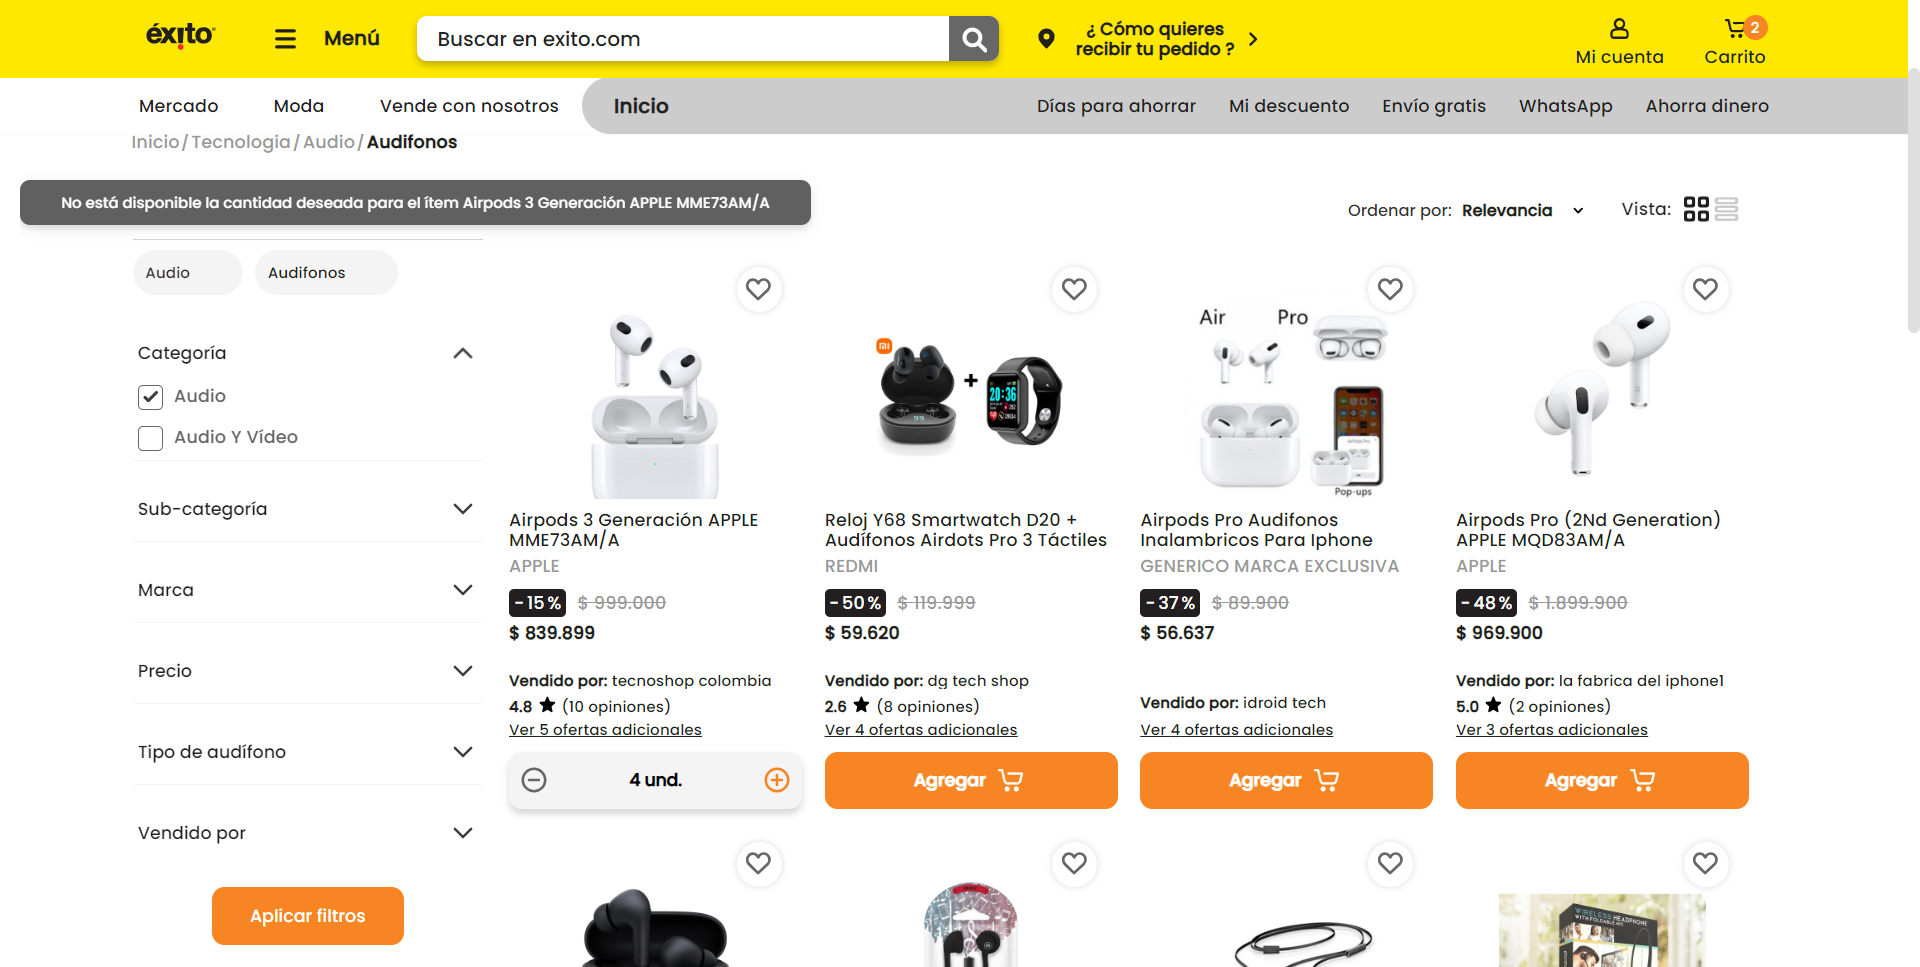 éxito
Menú
Buscar en exito.com
¿ Cómo quieres
recibir tu pedido ?
Mi cuenta
2
Carrito
Mercado
Moda
Vende con nosotros
Inicio
Días para ahorrar
Mi descuento
Envío gratis
WhatsApp
Ahorra dinero
Inicio/Tecnologia/Audio/Audifonos
No está disponible la cantidad deseada para el ítem Airpods 3 Generación APPLE MME73AM/A
Ordenar por: Relevancia
Vista:
Audio
Audifonos
Categoría
Audio
Audio Y Vídeo
Sub-categoría
Marca
Precio
Tipo de audífono
Vendido por
Aplicar filtros
Airpods 3 Generación APPLE
MME73AM/A
APPLE
-15% $ 999.000
$ 839.899
Vendido por: tecnoshop colombia
4.8 ★ (10 opiniones)
Ver 5 ofertas adicionales
4 und.
mi
20:36
Reloj Y68 Smartwatch D20 +
Audífonos Airdots Pro 3 Táctiles
REDMI
-50% $ 119.999
$ 59.620
Vendido por: dg tech shop
2.6 ★ (8 opiniones)
Ver 4 ofertas adicionales
Agregar
Air Pro
AirPods Pro
Pop-ups
Airpods Pro Audifonos
Inalambricos Para Iphone
GENERICO MARCA EXCLUSIVA
-37% $ 89.900
$ 56.637
Vendido por: idroid tech
Ver 4 ofertas adicionales
Agregar
Airpods Pro (2Nd Generation)
APPLE MQD83AM/A
APPLE
-48% $ 1.899.900
$ 969.900
Vendido por: la fabrica del iphone1
5.0 ★ (2 opiniones)
Ver 3 ofertas adicionales
Agregar
WIRELESS HEADPHONE
WITH FOLDABLE MIC